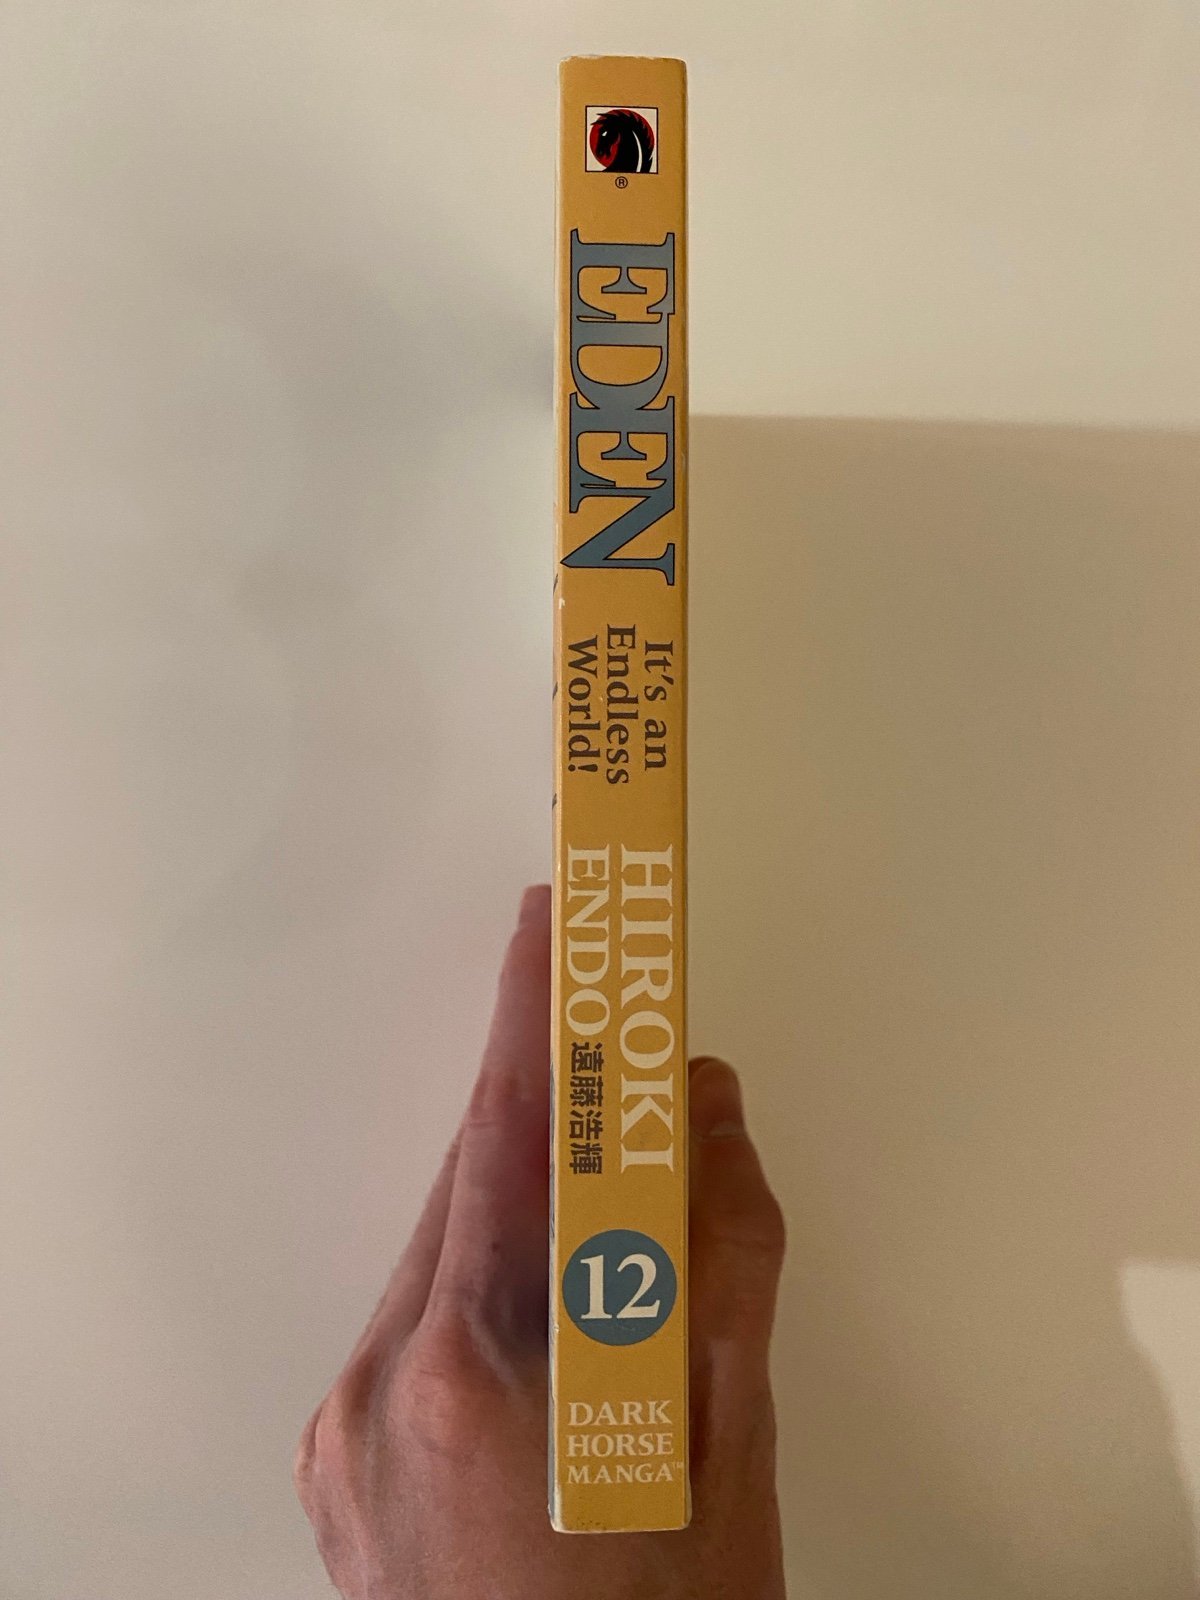 ®
EDEN
It's an
Endless
World!
HIROKI
ENDO 遠藤浩輝
12
DARK
HORSE
MANGA™